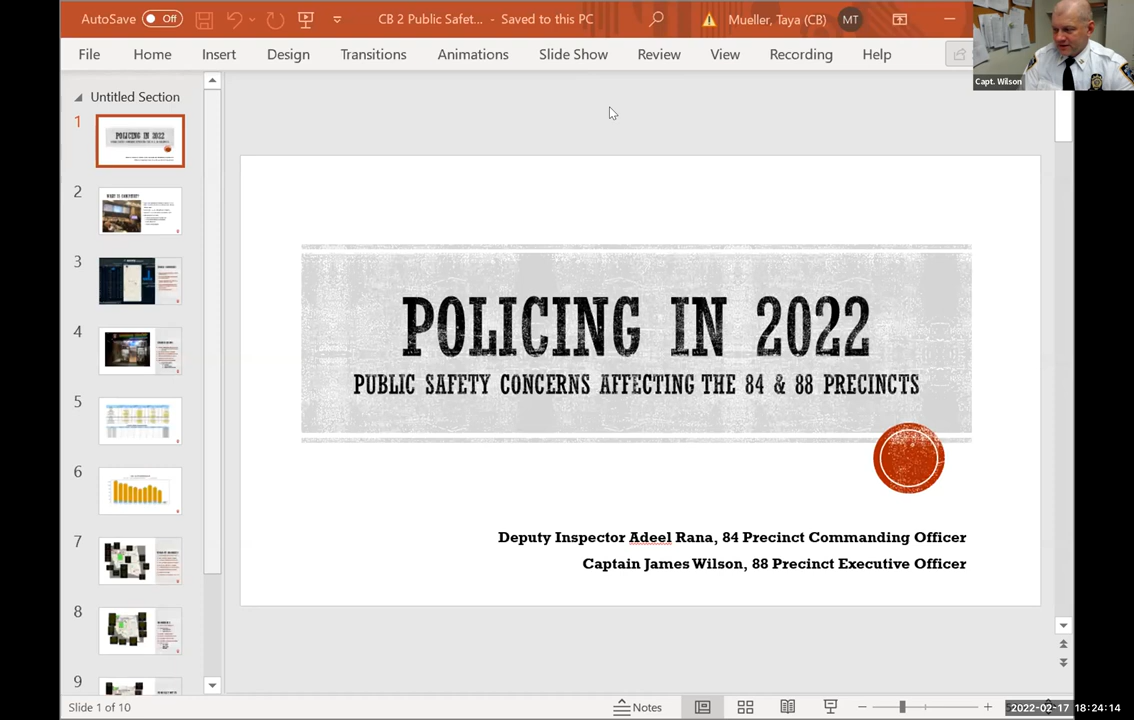 AutoSave Off CB 2 Public Safet... - Saved to this PC Mueller, Taya (CB) MT
File Home Insert Design Transitions Animations Slide Show Review View Recording Help
Capt. Wilson
Untitled Section
1
POLICING IN 2022
2
3
4
5
6
7
8
9
POLICING IN 2022
PUBLIC SAFETY CONCERNS AFFECTING THE 84 & 88 PRECINCTS
Deputy Inspector Adeel Rana, 84 Precinct Commanding Officer
Captain James Wilson, 88 Precinct Executive Officer
Slide 1 of 10 Notes
2022-02-17 18:24:14